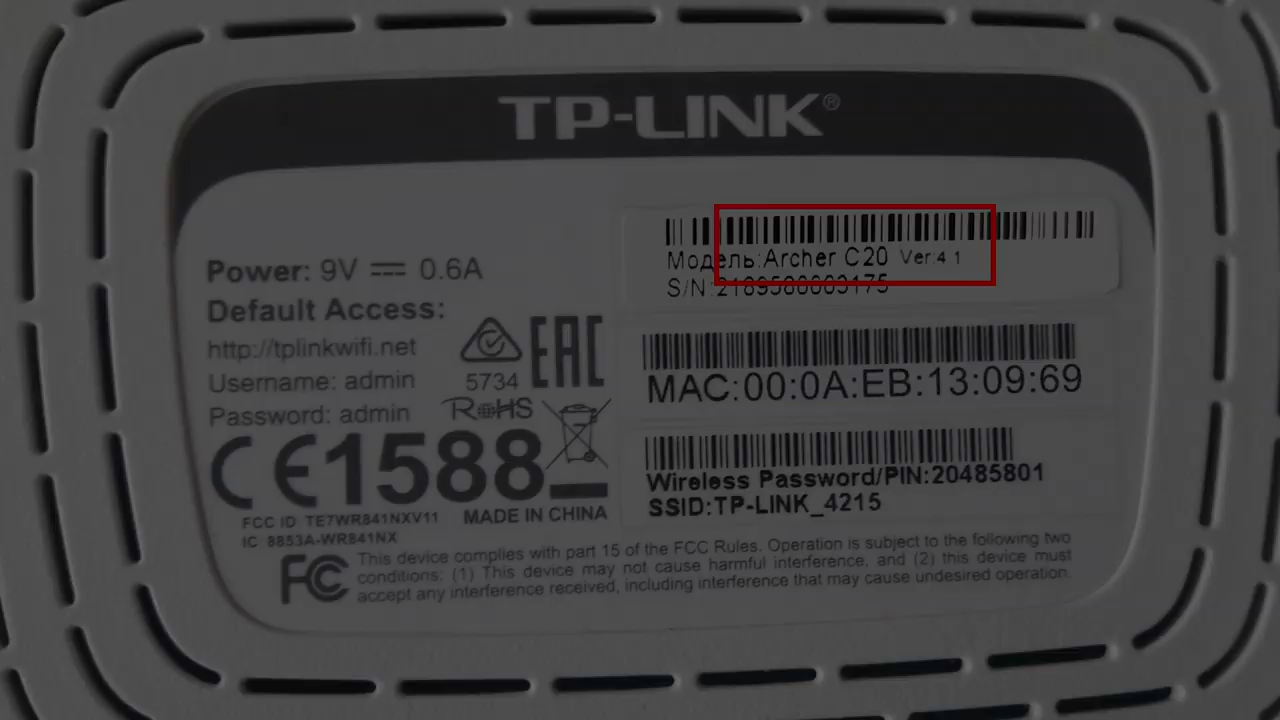 TP-LINK®
Модель:Archer C20 Ver:4.1
S/N:2189580003175
Power: 9V 0.6A
Default Access:
http://tplinkwifi.net
Username: admin
Password: admin
5734
EAC
RoHS
MAC:00:0A:EB:13:09:69
CE1588
Wireless Password/PIN:20485801
SSID:TP-LINK_4215
FCC ID TE7WR841NXV11
IC 8853A-WR841NX
MADE IN CHINA
FC
This device complies with part 15 of the FCC Rules. Operation is subject to the following two
conditions: (1) This device may not cause harmful interference, and (2) this device must
accept any interference received, including interference that may cause undesired operation.